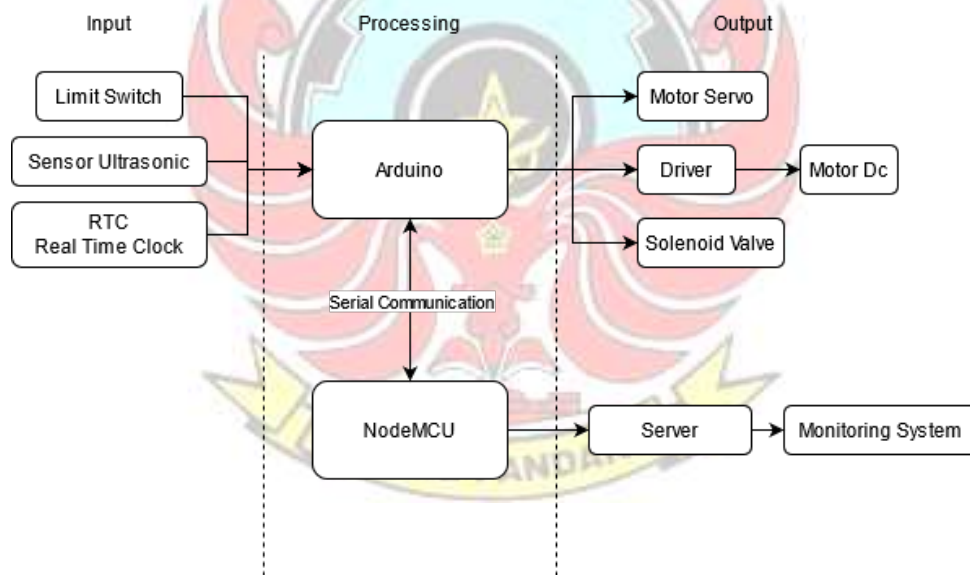 Input
Processing
Output
Limit Switch
Sensor Ultrasonic
RTC
Real Time Clock
Arduino
Motor Servo
Driver
Motor Dc
Solenoid Valve
Serial Communication
NodeMCU
Server
Monitoring System